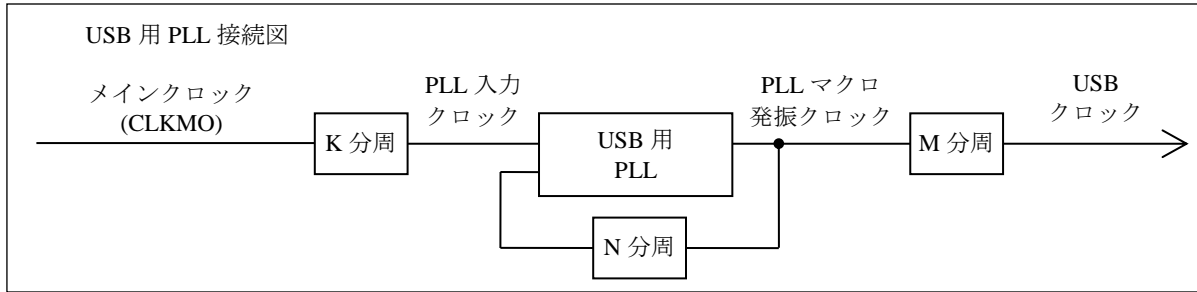 USB 用 PLL 接続図
メインクロック
(CLKMO)
K 分周
PLL 入力
クロック
USB 用
PLL
N 分周
PLL マクロ
発振クロック
M 分周
USB
クロック